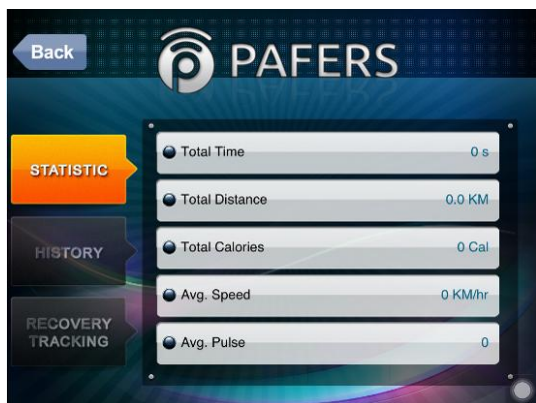 Back
PAFERS
STATISTIC
HISTORY
RECOVERY
TRACKING
Total Time 0 s
Total Distance 0.0 KM
Total Calories 0 Cal
Avg. Speed 0 KM/hr
Avg. Pulse 0